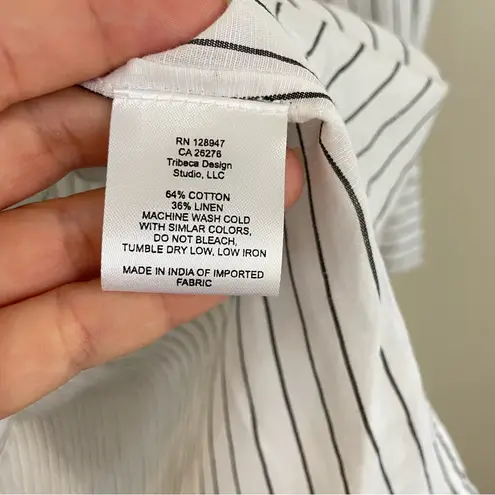 RN 128947
CA 26276
Tribeca Design
Studio, LLC
64% COTTON
36% LINEN
MACHINE WASH COLD
WITH SIMLAR COLORS,
DO NOT BLEACH,
TUMBLE DRY LOW, LOW IRON
MADE IN INDIA OF IMPORTED
FABRIC